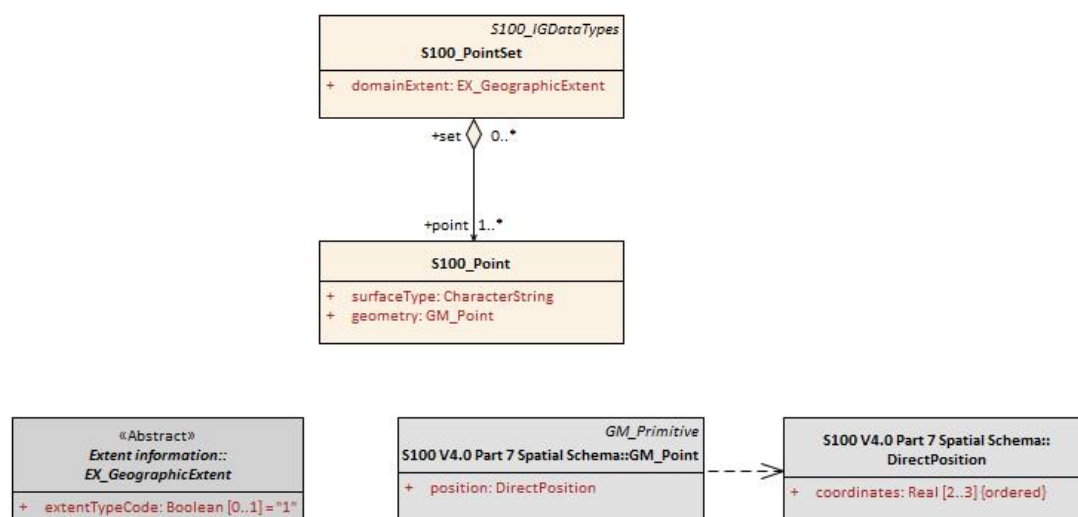 S100_IGDataTypes
S100_PointSet
+ domainExtent: EX_GeographicExtent
+set 0..*
+point 1..*
S100_Point
+ surfaceType: CharacterString
+ geometry: GM_Point
«Abstract»
Extent information::
EX_GeographicExtent
+ extentTypeCode: Boolean [0..1] = "1"
GM_Primitive
S100 V4.0 Part 7 Spatial Schema::GM_Point
+ position: DirectPosition
S100 V4.0 Part 7 Spatial Schema::
DirectPosition
+ coordinates: Real [2..3] {ordered}